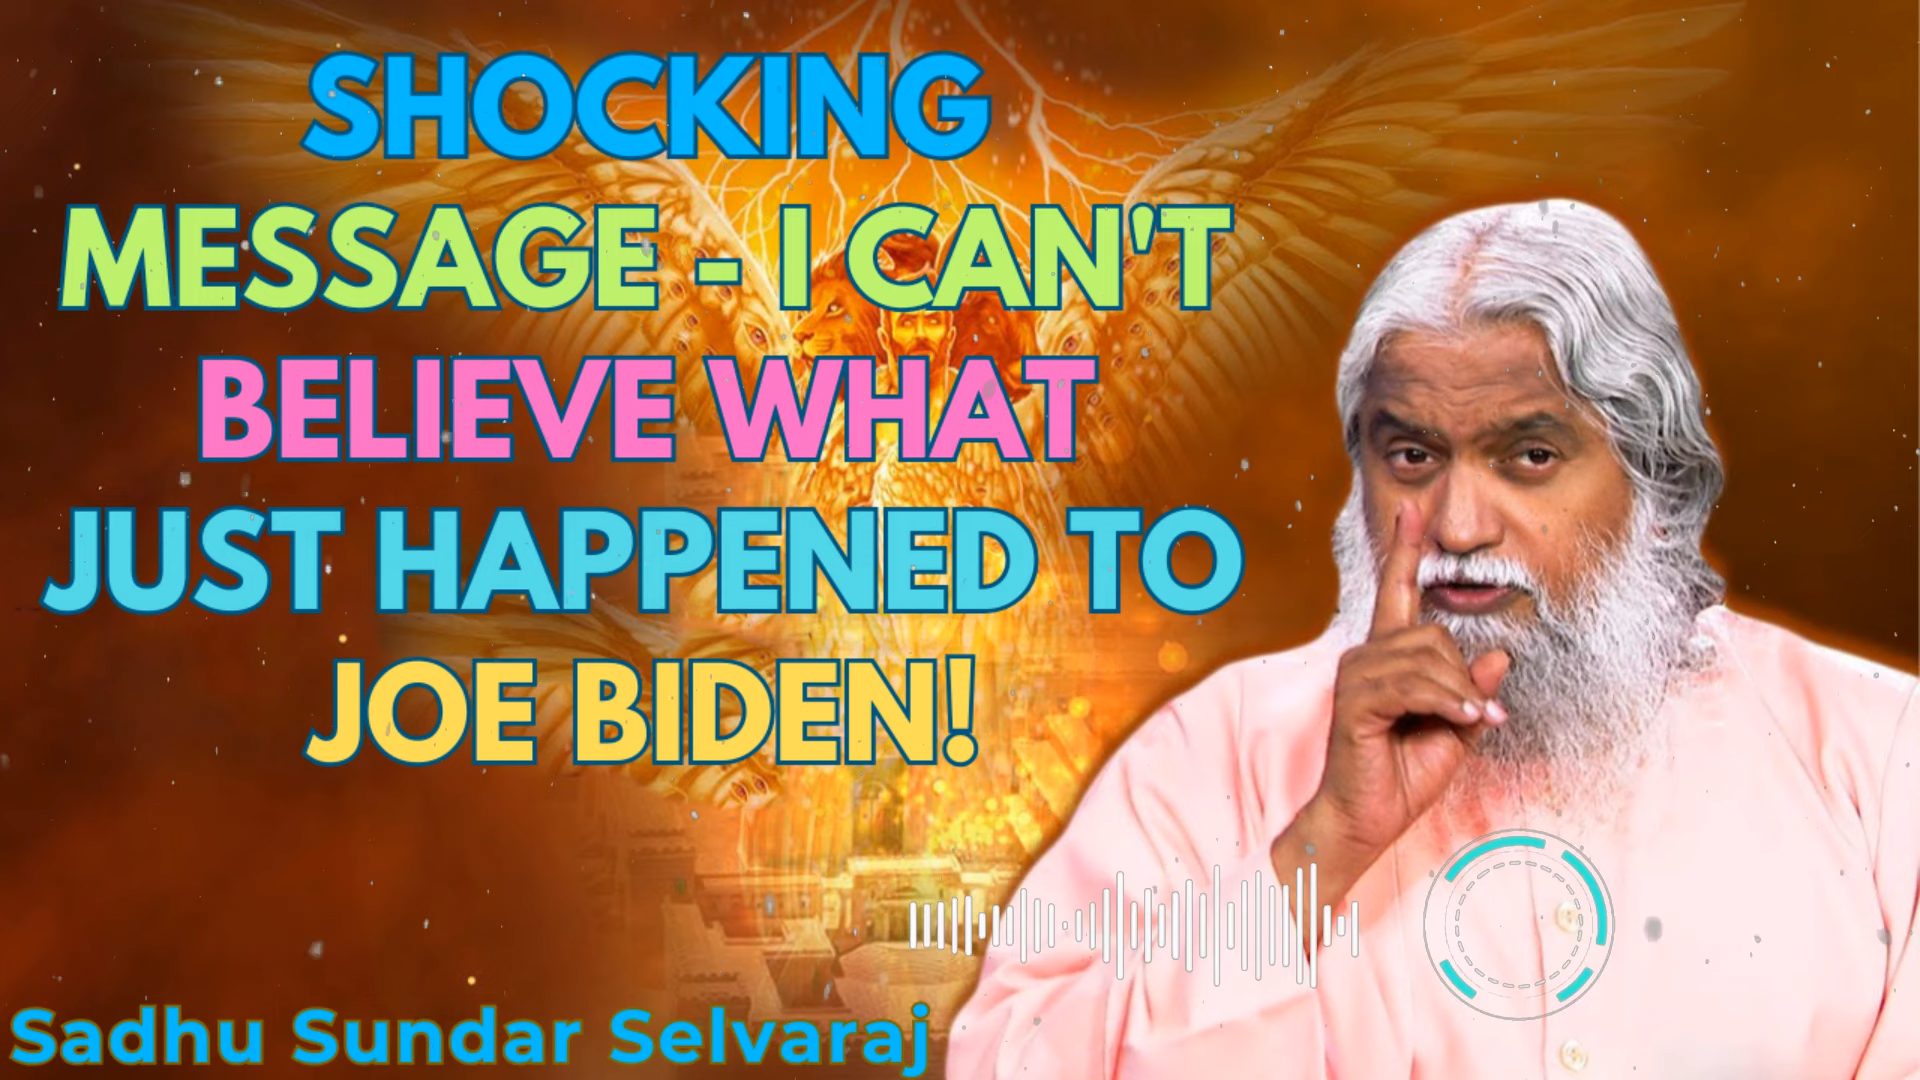 SHOCKING
MESSAGE - I CAN'T
BELIEVE WHAT
JUST HAPPENED TO
JOE BIDEN!
Sadhu Sundar Selvaraj